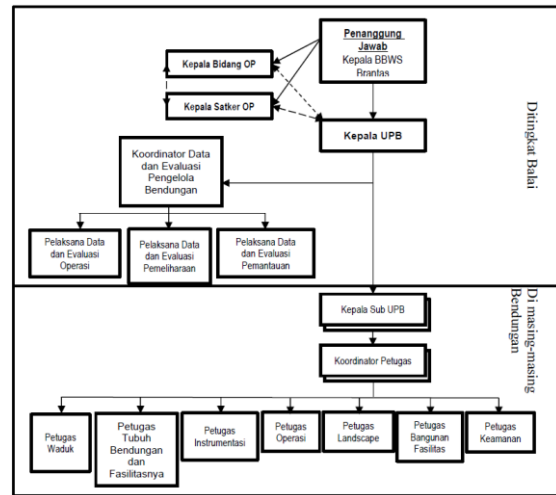 Penanggung
Jawab
Kepala BBWS
Brantas
Kepala Bidang OP
Kepala Satker OP
Kepala UPB
Ditingkat Balai
Koordinator Data
dan Evaluasi
Pengelola
Bendungan
Pelaksana Data
dan Evaluasi
Operasi
Pelaksana Data
dan Evaluasi
Pemeliharaan
Pelaksana Data
dan Evaluasi
Pemantauan
Kepala Sub UPB
Koordinator Petugas
Di masing-masing
Bendungan
Petugas
Waduk
Petugas
Tubuh
Bendungan
dan
Fasilitasnya
Petugas
Instrumentasi
Petugas
Operasi
Petugas
Landscape
Petugas
Bangunan
Fasilitas
Petugas
Keamanan